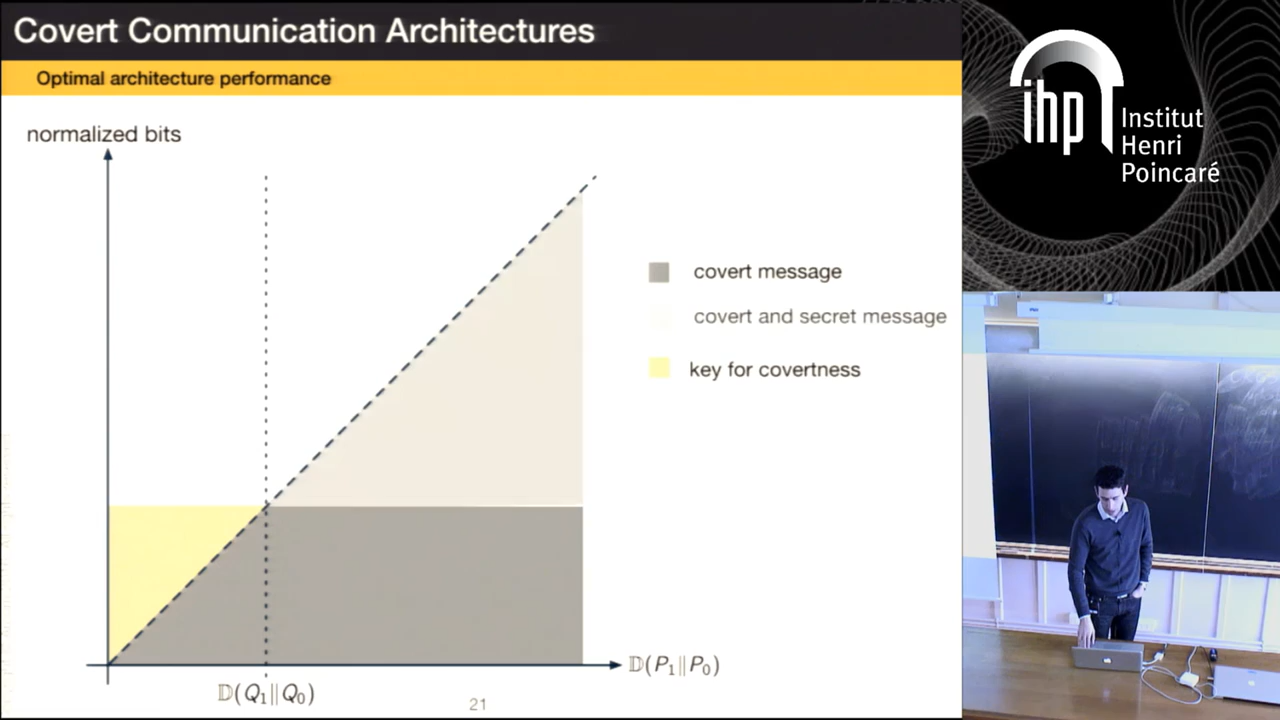 Covert Communication Architectures
Optimal architecture performance
normalized bits
covert message
covert and secret message
key for covertness
𝔻(P₁‖P₀)
𝔻(Q₁‖Q₀)
21
ihp
Institut
Henri
Poincaré